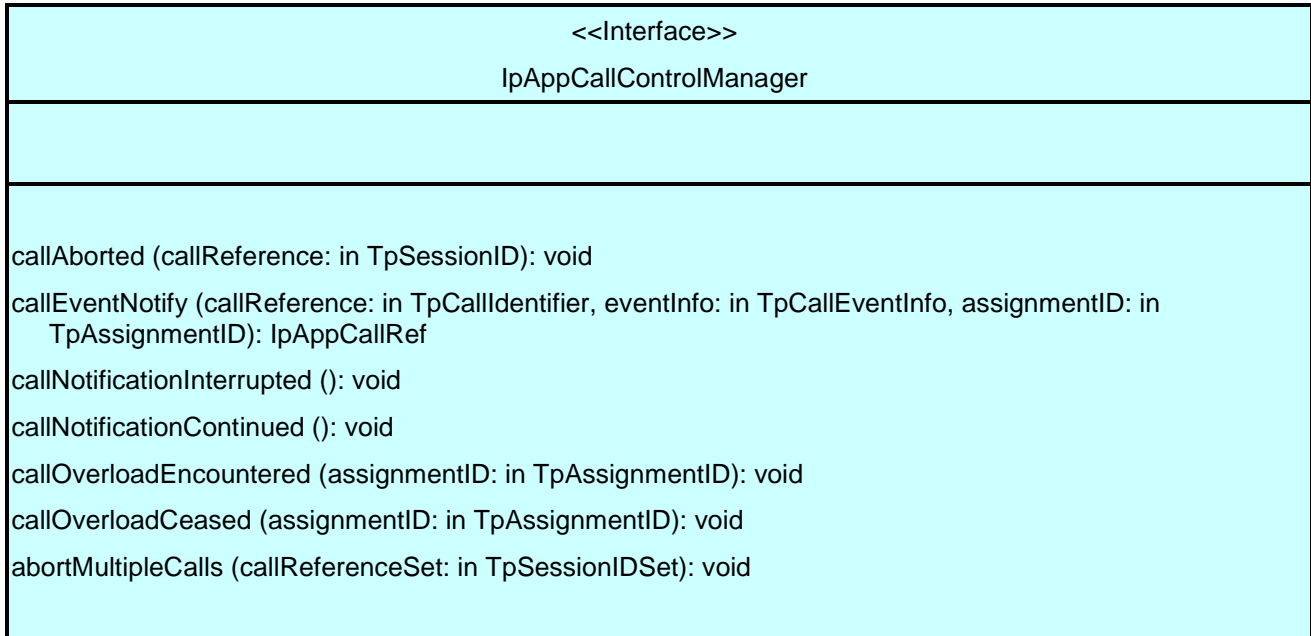 <<Interface>>
IpAppCallControlManager
callAborted (callReference: in TpSessionID): void
callEventNotify (callReference: in TpCallIdentifier, eventInfo: in TpCallEventInfo, assignmentID: in
TpAssignmentID): IpAppCallRef
callNotificationInterrupted (): void
callNotificationContinued (): void
callOverloadEncountered (assignmentID: in TpAssignmentID): void
callOverloadCeased (assignmentID: in TpAssignmentID): void
abortMultipleCalls (callReferenceSet: in TpSessionIDSet): void